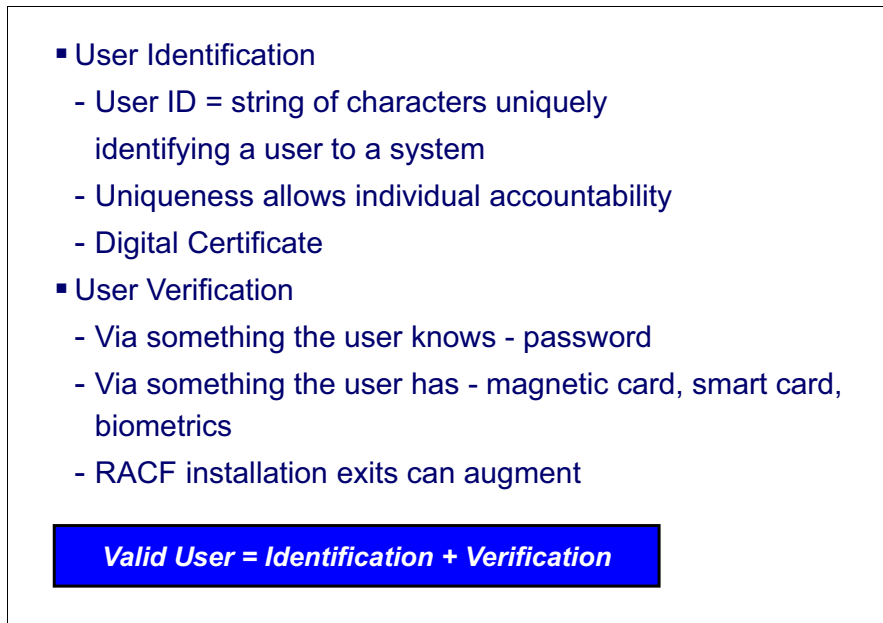 ▪ User Identification
- User ID = string of characters uniquely
identifying a user to a system
- Uniqueness allows individual accountability
- Digital Certificate
▪ User Verification
- Via something the user knows - password
- Via something the user has - magnetic card, smart card,
biometrics
- RACF installation exits can augment
Valid User = Identification + Verification